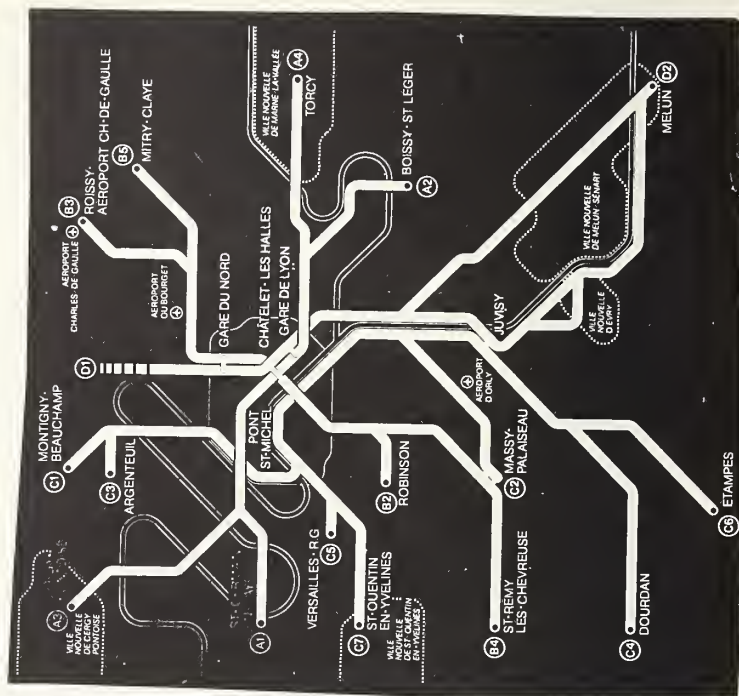 A4
TORCY
VILLE NOUVELLE
DE MARNE-LA-VALLÉE
B5
MITRY-CLAYE
B3
ROISSY-
AEROPORT CH-DE-GAULLE
AEROPORT
CHARLES-DE GAULLE
AEROPORT
DU BOURGET
D2
MELUN
BOISSY-ST LEGER
A2
VILLE NOUVELLE
DE MELUN-SÉNART
GARE DU NORD
CHÂTELET-LES HALLES
GARE DE LYON
D1
MONTIGNY-
BEAUCHAMP
C1
C3
ARGENTEUIL
PONT
ST-MICHEL
JUVISY
VILLE
NOUVELLE
D'EVRY
AEROPORT
D'ORLY
A3
VILLE
NOUVELLE
DE CERGY
PONTOISE
A1
VERSAILLES-R.G
C5
B2
ROBINSON
C2
MASSY-
PALAISEAU
C7
ST-QUENTIN
EN-YVELINES
VILLE
NOUVELLE
DE ST-QUENTIN
EN-YVELINES
B4
ST-REMY
LES-CHEVREUSE
C4
DOURDAN
C6
ETAMPES